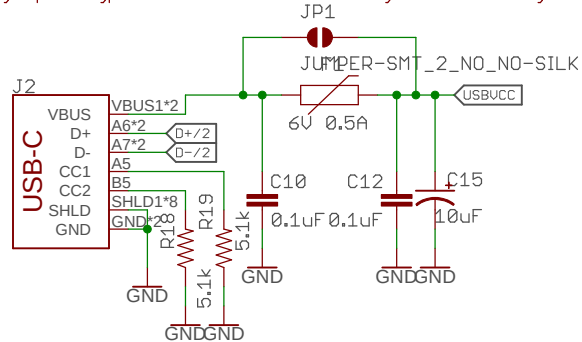 JP1
JUMPER-SMT_2_NO_NO-SILK
J2
VBUS1*2
VBUS
USBVCC
A6*2
D+
D+/2
6V 0.5A
A7*2
D-
D-/2
A5
CC1
B5
CC2
C10
C12
C15
SHLD1*8
SHLD
R18
R19
0.1uF
0.1uF
10uF
GND*2
GND
USB-C
5.1k
5.1k
GND
GND
GND
GND
GND
GND